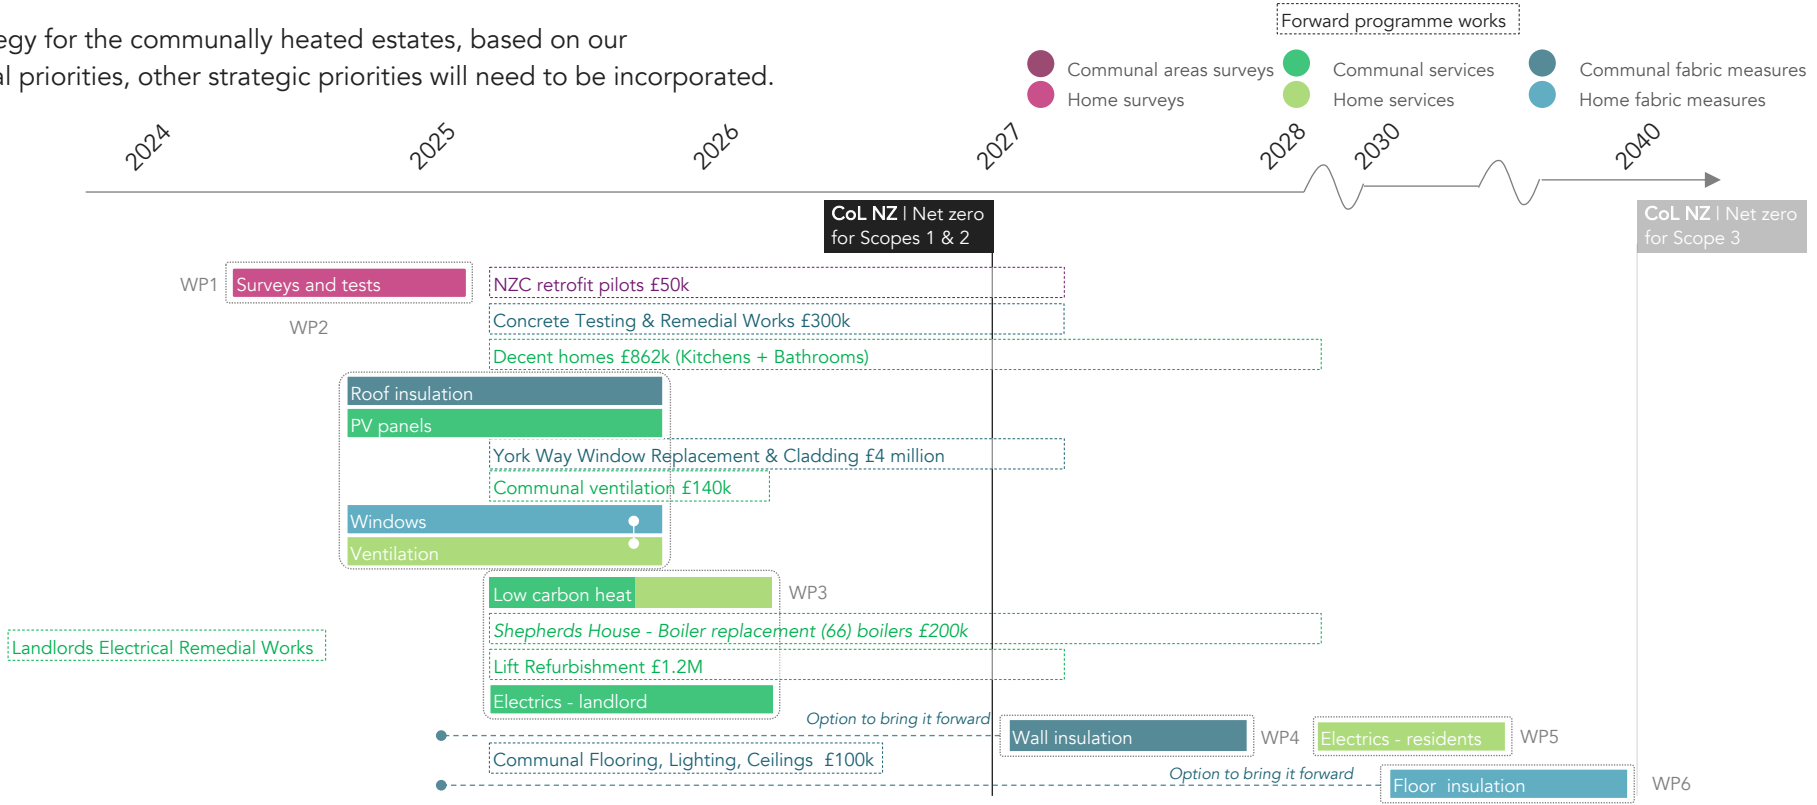 egy for the communally heated estates, based on our
al priorities, other strategic priorities will need to be incorporated.
Forward programme works
Communal areas surveys
Communal services
Communal fabric measures
Home surveys
Home services
Home fabric measures
2024
2025
2026
2027
2028
2030
2040
CoL NZ | Net zero
for Scopes 1 & 2
CoL NZ | Net zero
for Scope 3
WP1
Surveys and tests
NZC retrofit pilots £50k
WP2
Concrete Testing & Remedial Works £300k
Decent homes £862k (Kitchens + Bathrooms)
Roof insulation
PV panels
York Way Window Replacement & Cladding £4 million
Communal ventilation £140k
Windows
Ventilation
Low carbon heat
WP3
Shepherds House - Boiler replacement (66) boilers £200k
Landlords Electrical Remedial Works
Lift Refurbishment £1.2M
Electrics - landlord
Option to bring it forward
Wall insulation
WP4
Electrics - residents
WP5
Communal Flooring, Lighting, Ceilings £100k
Option to bring it forward
Floor insulation
WP6